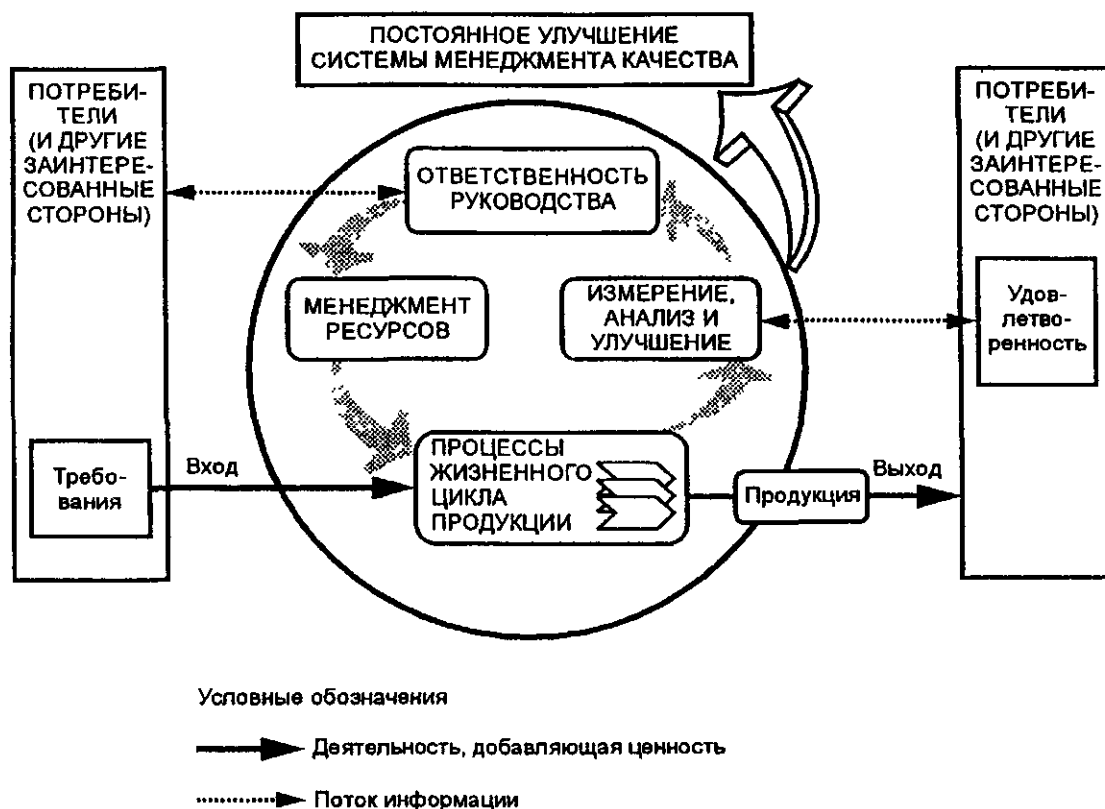 ПОСТОЯННОЕ УЛУЧШЕНИЕ
СИСТЕМЫ МЕНЕДЖМЕНТА КАЧЕСТВА
ПОТРЕБИ-
ТЕЛИ
(И ДРУГИЕ
ЗАИНТЕРЕ-
СОВАННЫЕ
СТОРОНЫ)
ПОТРЕБИ-
ТЕЛИ
(И ДРУГИЕ
ЗАИНТЕРЕ-
СОВАННЫЕ
СТОРОНЫ)
ОТВЕТСТВЕННОСТЬ
РУКОВОДСТВА
МЕНЕДЖМЕНТ
РЕСУРСОВ
ИЗМЕРЕНИЕ,
АНАЛИЗ И
УЛУЧШЕНИЕ
Удов-
летво-
ренность
Требо-
вания
Вход
ПРОЦЕССЫ
ЖИЗНЕННОГО
ЦИКЛА
ПРОДУКЦИИ
Продукция
Выход
Условные обозначения
Деятельность, добавляющая ценность
Поток информации